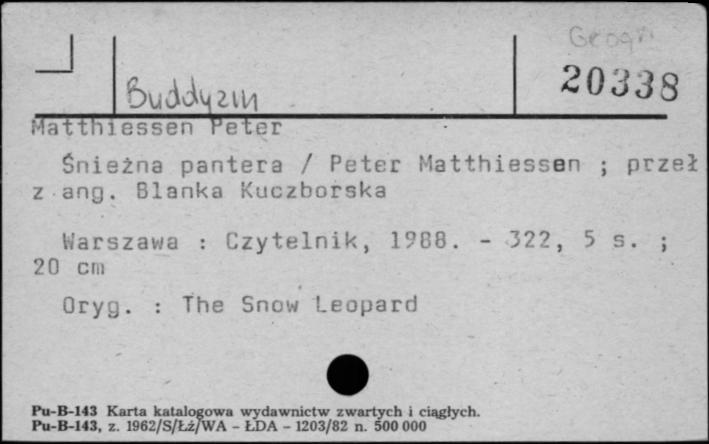 Geogr
20338
Buddyzm
Matthiessen Peter
Śnieżna pantera / Peter Matthiessen ; przeł
z ang. Blanka Kuczborska
Warszawa : Czytelnik, 1988. - 322, 5 s. ;
20 cm
Oryg. : The Snow Leopard
Pu-B-143 Karta katalogowa wydawnictw zwartych i ciągłych.
Pu-B-143, z. 1962/S/Łż/WA - ŁDA - 1203/82 n. 500 000